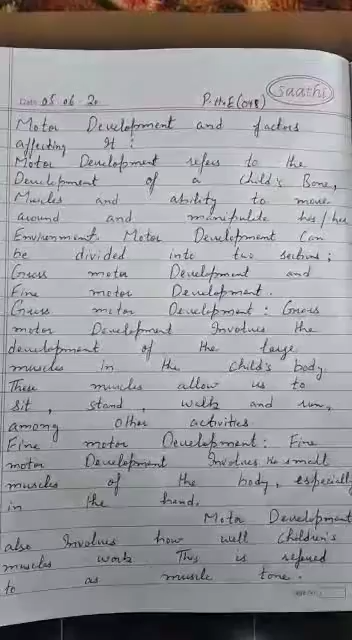 saathi
Date 05.06.20 P.H.E(048)
Motor Development and factors
affecting It:
Motor Development refers to the
Development of a child's Bone,
Muscles and ability to move
around and manipulate his/her
Environment. Motor Development Can
be divided into two sections;
Gross motor Development and
Fine motor Development.
Gross motor Development: Gross
motor Development Involves the
development of the large
muscles in the child's body.
These muscles allow us to
sit, stand, walk and run,
among other activities
Fine motor Development: Fine
motor Development Involves the small
muscles of the body, especially
in the hand.
Motor Development
also Involves how well children's
muscles work This is refered
to as muscle tone.